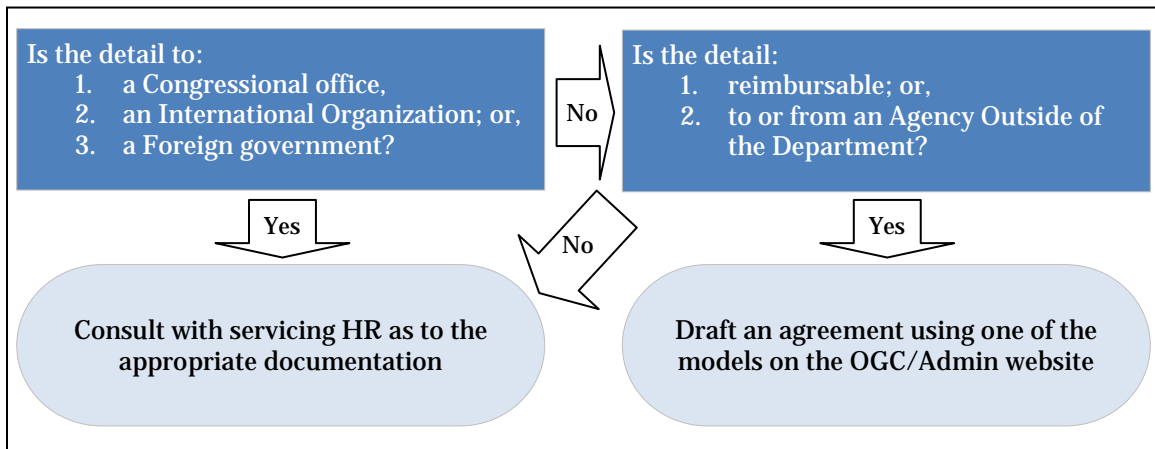 Is the detail to:
1. a Congressional office,
2. an International Organization; or,
3. a Foreign government?
No
Is the detail:
1. reimbursable; or,
2. to or from an Agency Outside of
the Department?
Yes
No
Yes
Consult with servicing HR as to the
appropriate documentation
Draft an agreement using one of the
models on the OGC/Admin website